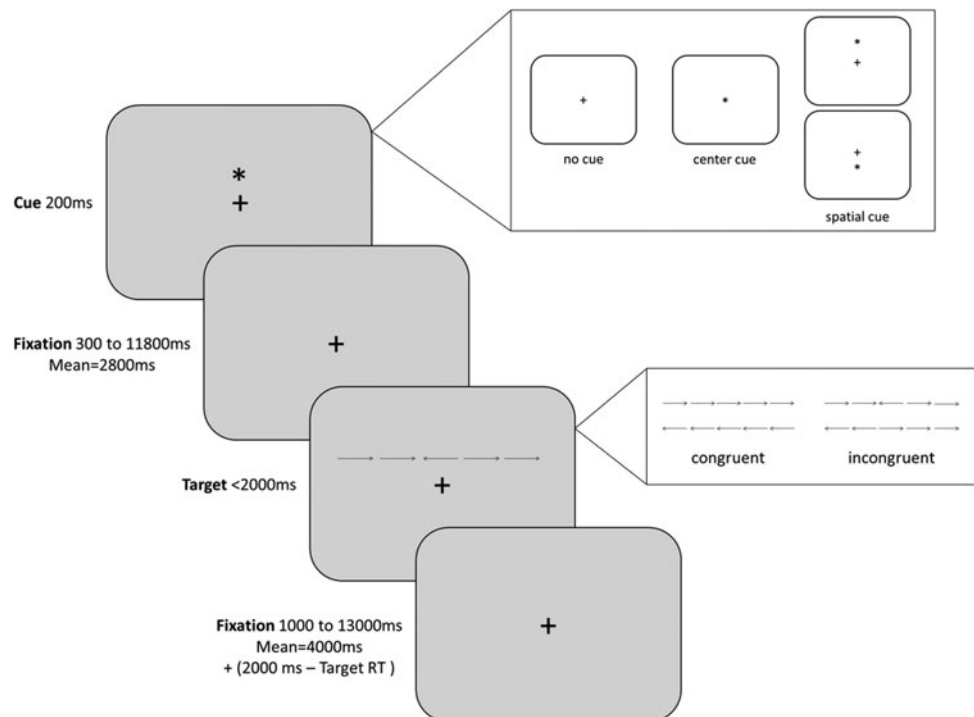 no cue
center cue
spatial cue
Cue 200ms
Fixation 300 to 11800ms
Mean=2800ms
Target <2000ms
congruent
incongruent
Fixation 1000 to 13000ms
Mean=4000ms
+ (2000 ms – Target RT )